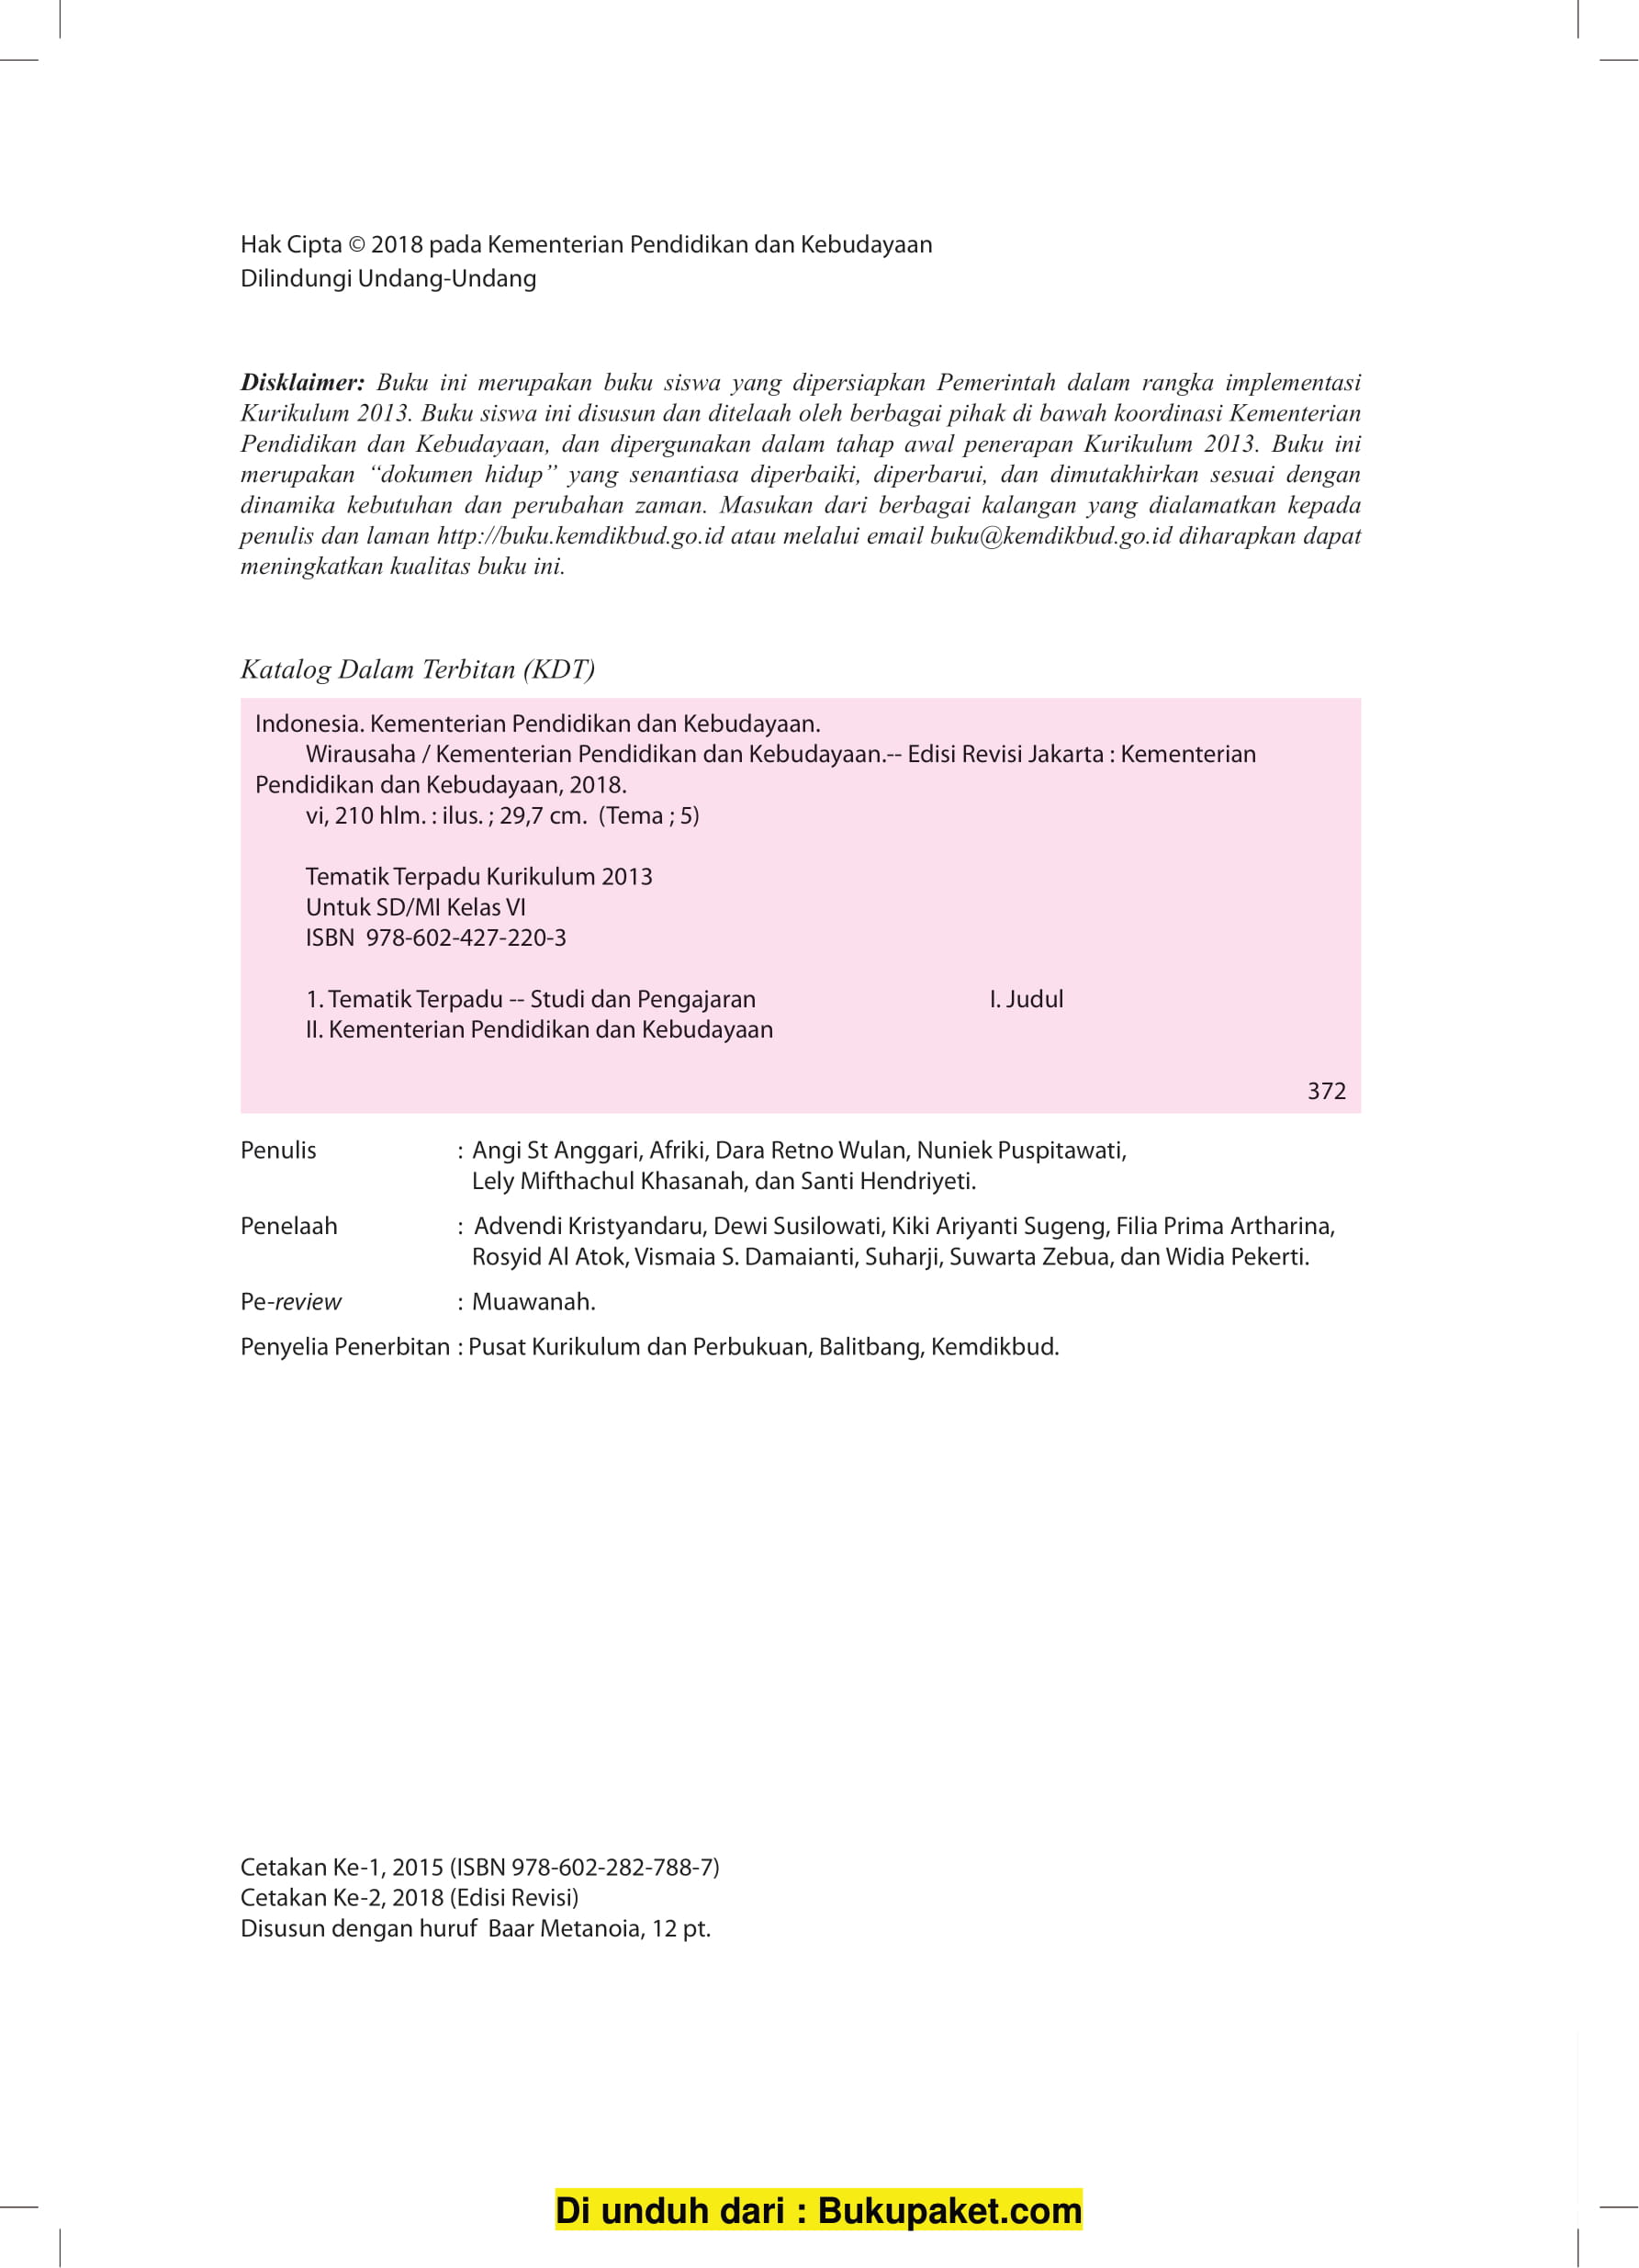 Hak Cipta © 2018 pada Kementerian Pendidikan dan Kebudayaan
Dilindungi Undang-Undang
Disklaimer: Buku ini merupakan buku siswa yang dipersiapkan Pemerintah dalam rangka implementasi
Kurikulum 2013. Buku siswa ini disusun dan ditelaah oleh berbagai pihak di bawah koordinasi Kementerian
Pendidikan dan Kebudayaan, dan dipergunakan dalam tahap awal penerapan Kurikulum 2013. Buku ini
merupakan “dokumen hidup” yang senantiasa diperbaiki, diperbarui, dan dimutakhirkan sesuai dengan
dinamika kebutuhan dan perubahan zaman. Masukan dari berbagai kalangan yang dialamatkan kepada
penulis dan laman http://buku.kemdikbud.go.id atau melalui email buku@kemdikbud.go.id diharapkan dapat
meningkatkan kualitas buku ini.
Katalog Dalam Terbitan (KDT)
Indonesia. Kementerian Pendidikan dan Kebudayaan.
Wirausaha / Kementerian Pendidikan dan Kebudayaan.-- Edisi Revisi Jakarta : Kementerian
Pendidikan dan Kebudayaan, 2018.
vi, 210 hlm. : ilus. ; 29,7 cm. (Tema ; 5)
Tematik Terpadu Kurikulum 2013
Untuk SD/MI Kelas VI
ISBN 978-602-427-220-3
1. Tematik Terpadu -- Studi dan Pengajaran I. Judul
II. Kementerian Pendidikan dan Kebudayaan
372
Penulis : Angi St Anggari, Afriki, Dara Retno Wulan, Nuniek Puspitawati,
Lely Mifthachul Khasanah, dan Santi Hendriyeti.
Penelaah : Advendi Kristyandaru, Dewi Susilowati, Kiki Ariyanti Sugeng, Filia Prima Artharina,
Rosyid Al Atok, Vismaia S. Damaianti, Suharji, Suwarta Zebua, dan Widia Pekerti.
Pe-review : Muawanah.
Penyelia Penerbitan : Pusat Kurikulum dan Perbukuan, Balitbang, Kemdikbud.
Cetakan Ke-1, 2015 (ISBN 978-602-282-788-7)
Cetakan Ke-2, 2018 (Edisi Revisi)
Disusun dengan huruf Baar Metanoia, 12 pt.
Di unduh dari : Bukupaket.com